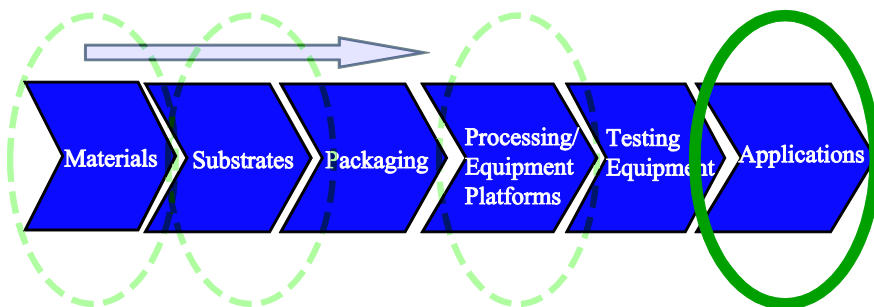 Materials
Substrates
Packaging
Processing/
Equipment
Platforms
Testing
Equipment
Applications